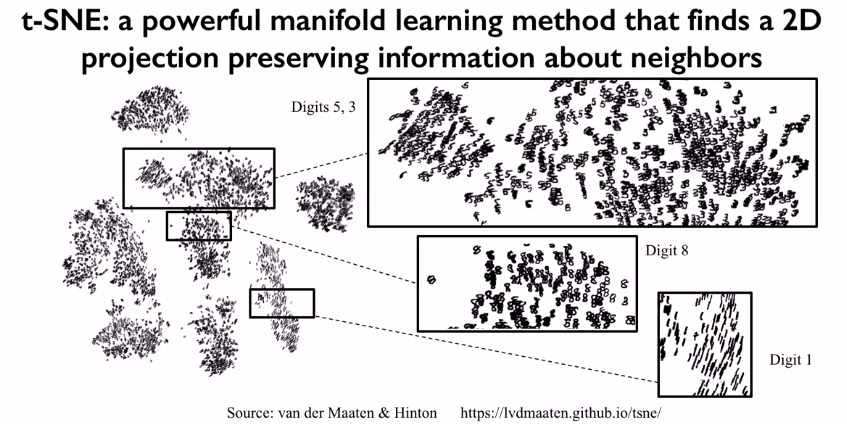 t-SNE: a powerful manifold learning method that finds a 2D
projection preserving information about neighbors
Digits 5, 3
Digit 8
Digit 1
Source: van der Maaten & Hinton https://lvdmaaten.github.io/tsne/